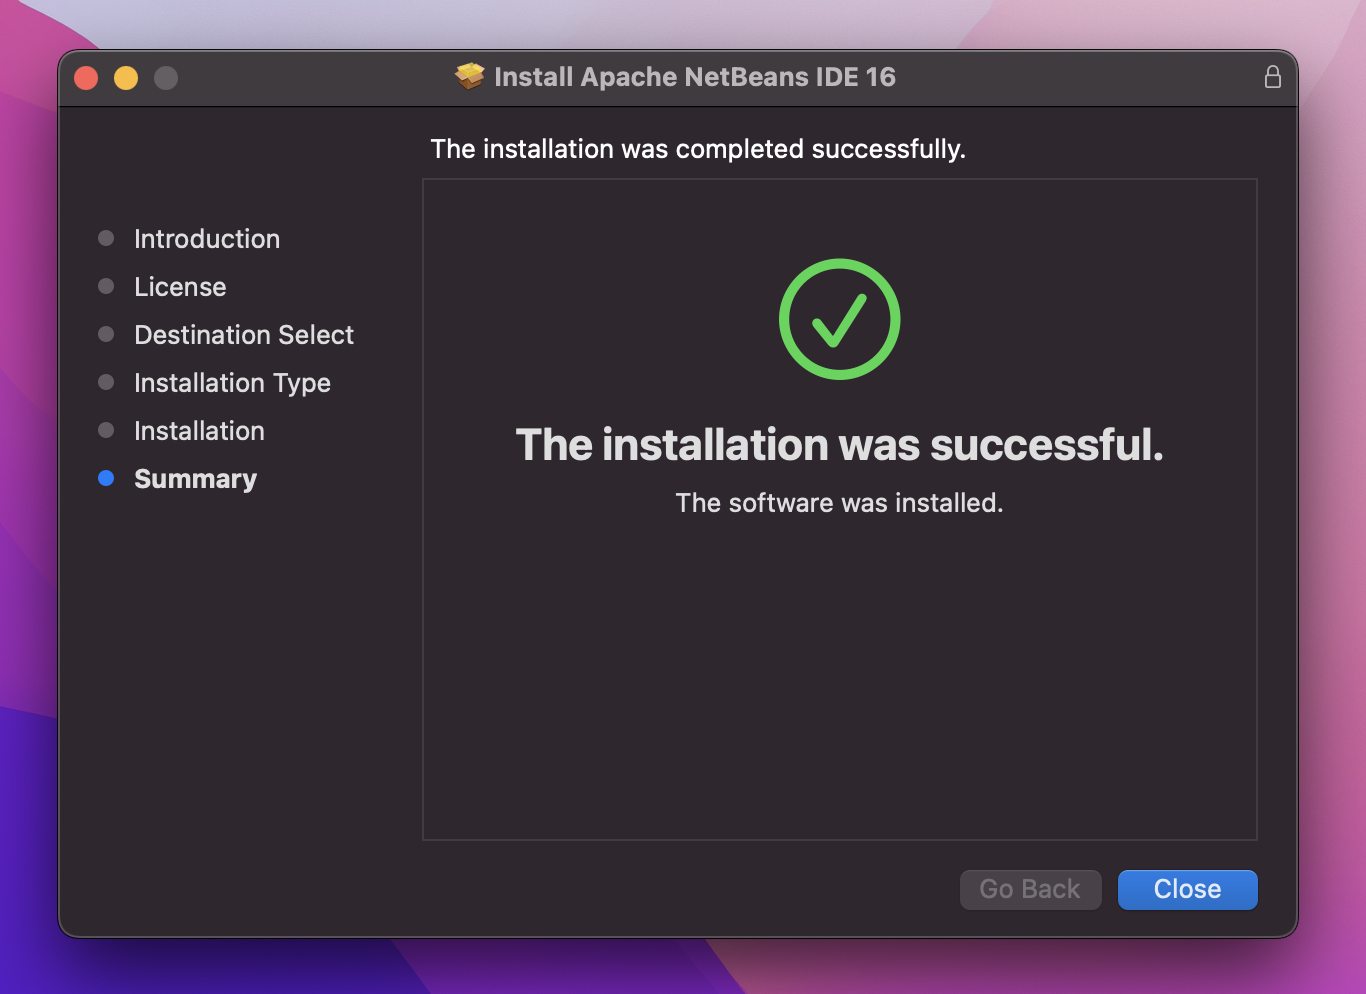 Install Apache NetBeans IDE 16
The installation was completed successfully.
Introduction
License
Destination Select
Installation Type
Installation
Summary
The installation was successful.
The software was installed.
Go Back
Close